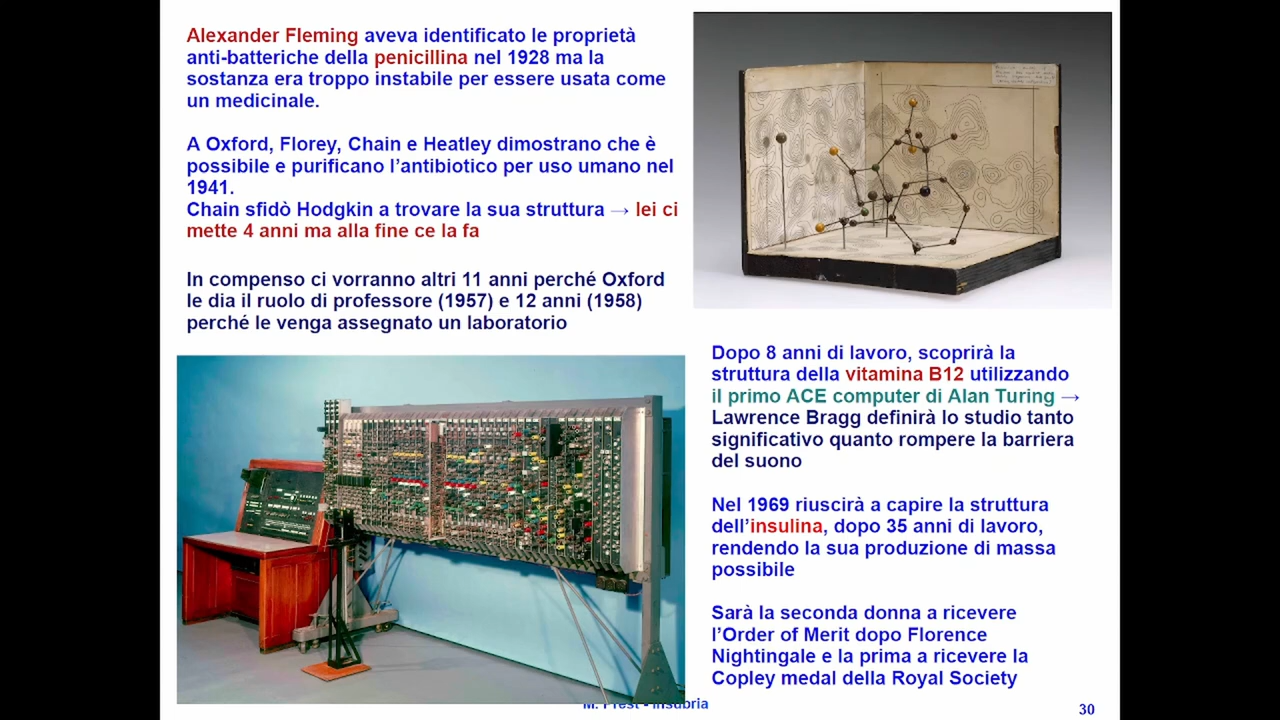 Alexander Fleming aveva identificato le proprietà
anti-batteriche della penicillina nel 1928 ma la
sostanza era troppo instabile per essere usata come
un medicinale.
A Oxford, Florey, Chain e Heatley dimostrano che è
possibile e purificano l'antibiotico per uso umano nel
1941.
Chain sfidò Hodgkin a trovare la sua struttura → lei ci
mette 4 anni ma alla fine ce la fa
In compenso ci vorranno altri 11 anni perché Oxford
le dia il ruolo di professore (1957) e 12 anni (1958)
perché le venga assegnato un laboratorio
Dopo 8 anni di lavoro, scoprirà la
struttura della vitamina B12 utilizzando
il primo ACE computer di Alan Turing →
Lawrence Bragg definirà lo studio tanto
significativo quanto rompere la barriera
del suono
Nel 1969 riuscirà a capire la struttura
dell'insulina, dopo 35 anni di lavoro,
rendendo la sua produzione di massa
possibile
Sarà la seconda donna a ricevere
l'Order of Merit dopo Florence
Nightingale e la prima a ricevere la
Copley medal della Royal Society
M. Prest - Insubria
30